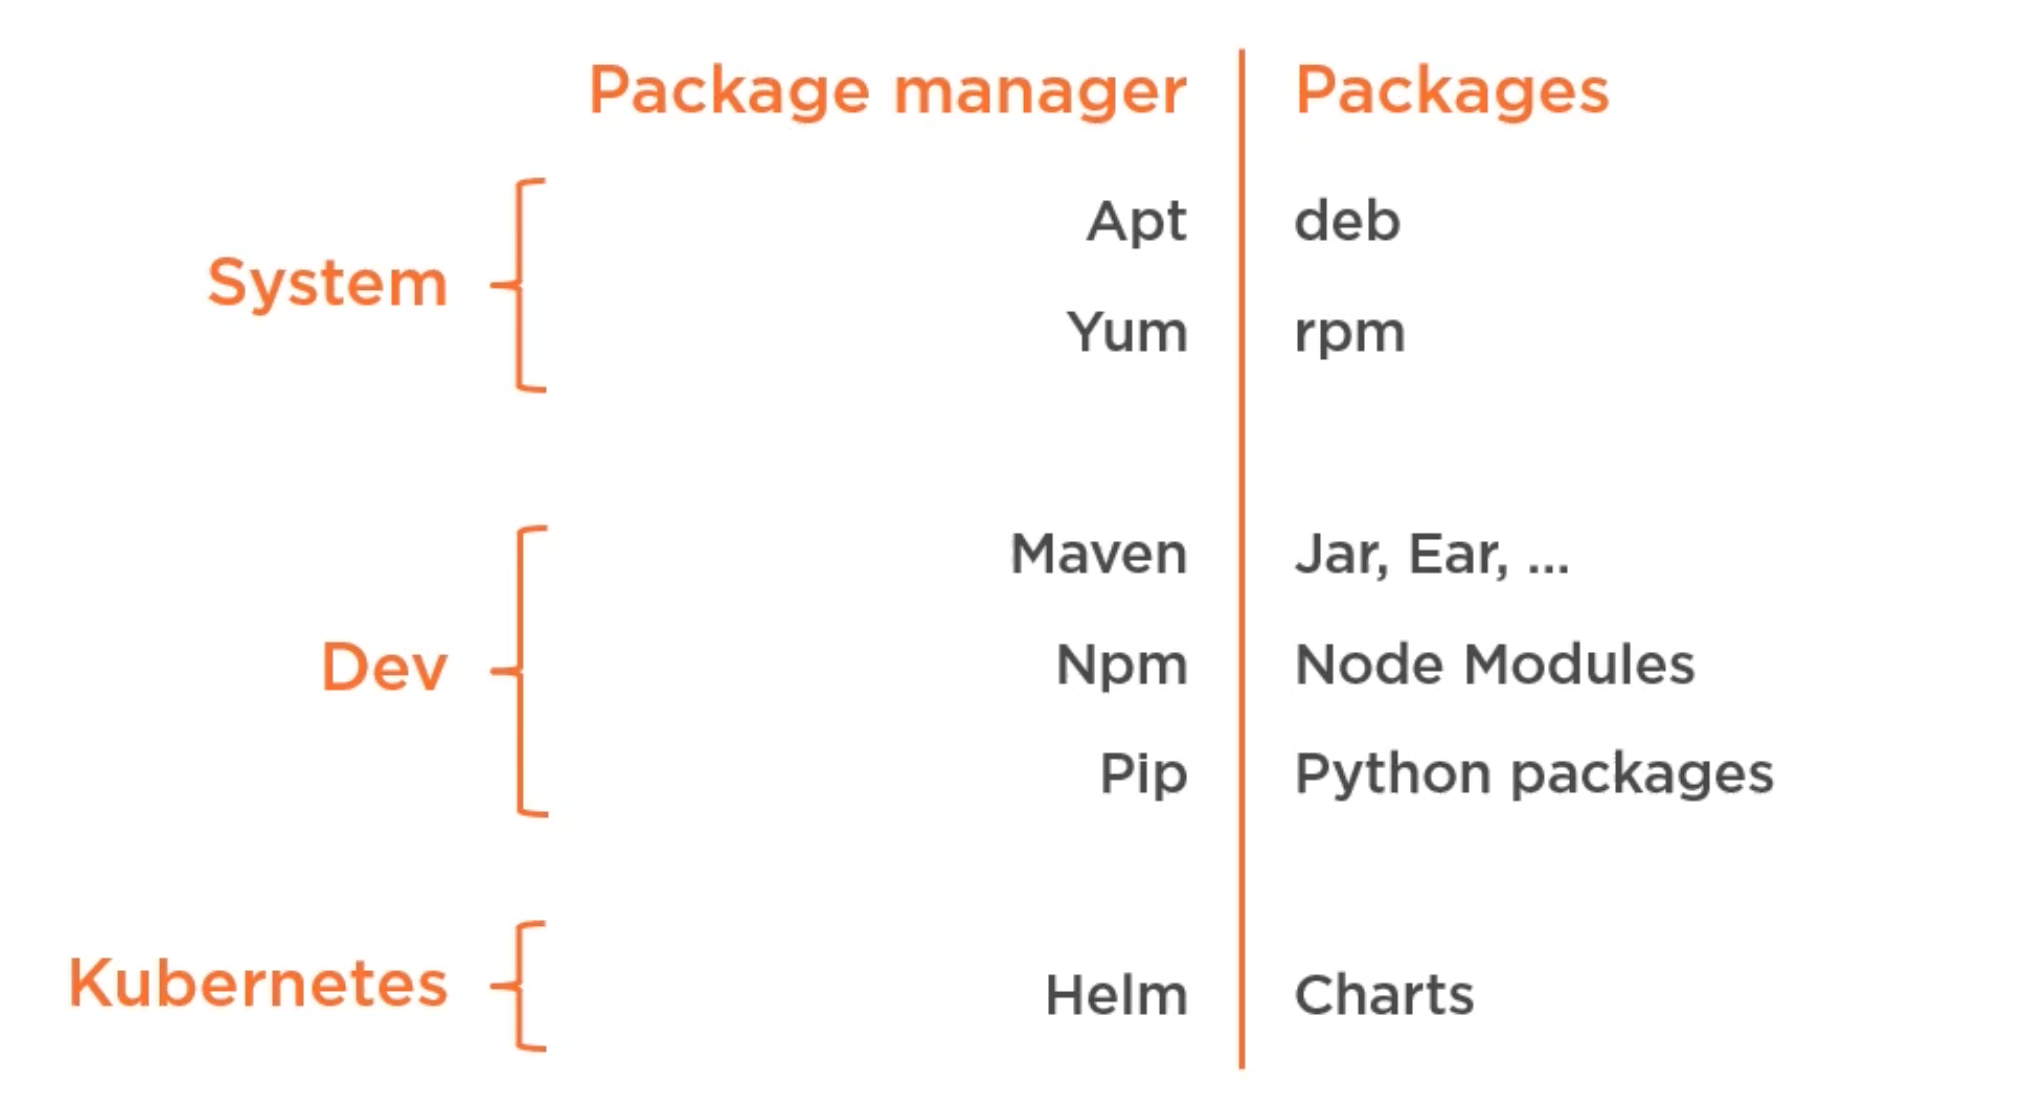 Package manager
Packages
System
Apt
deb
Yum
rpm
Dev
Maven
Jar, Ear, ...
Npm
Node Modules
Pip
Python packages
Kubernetes
Helm
Charts